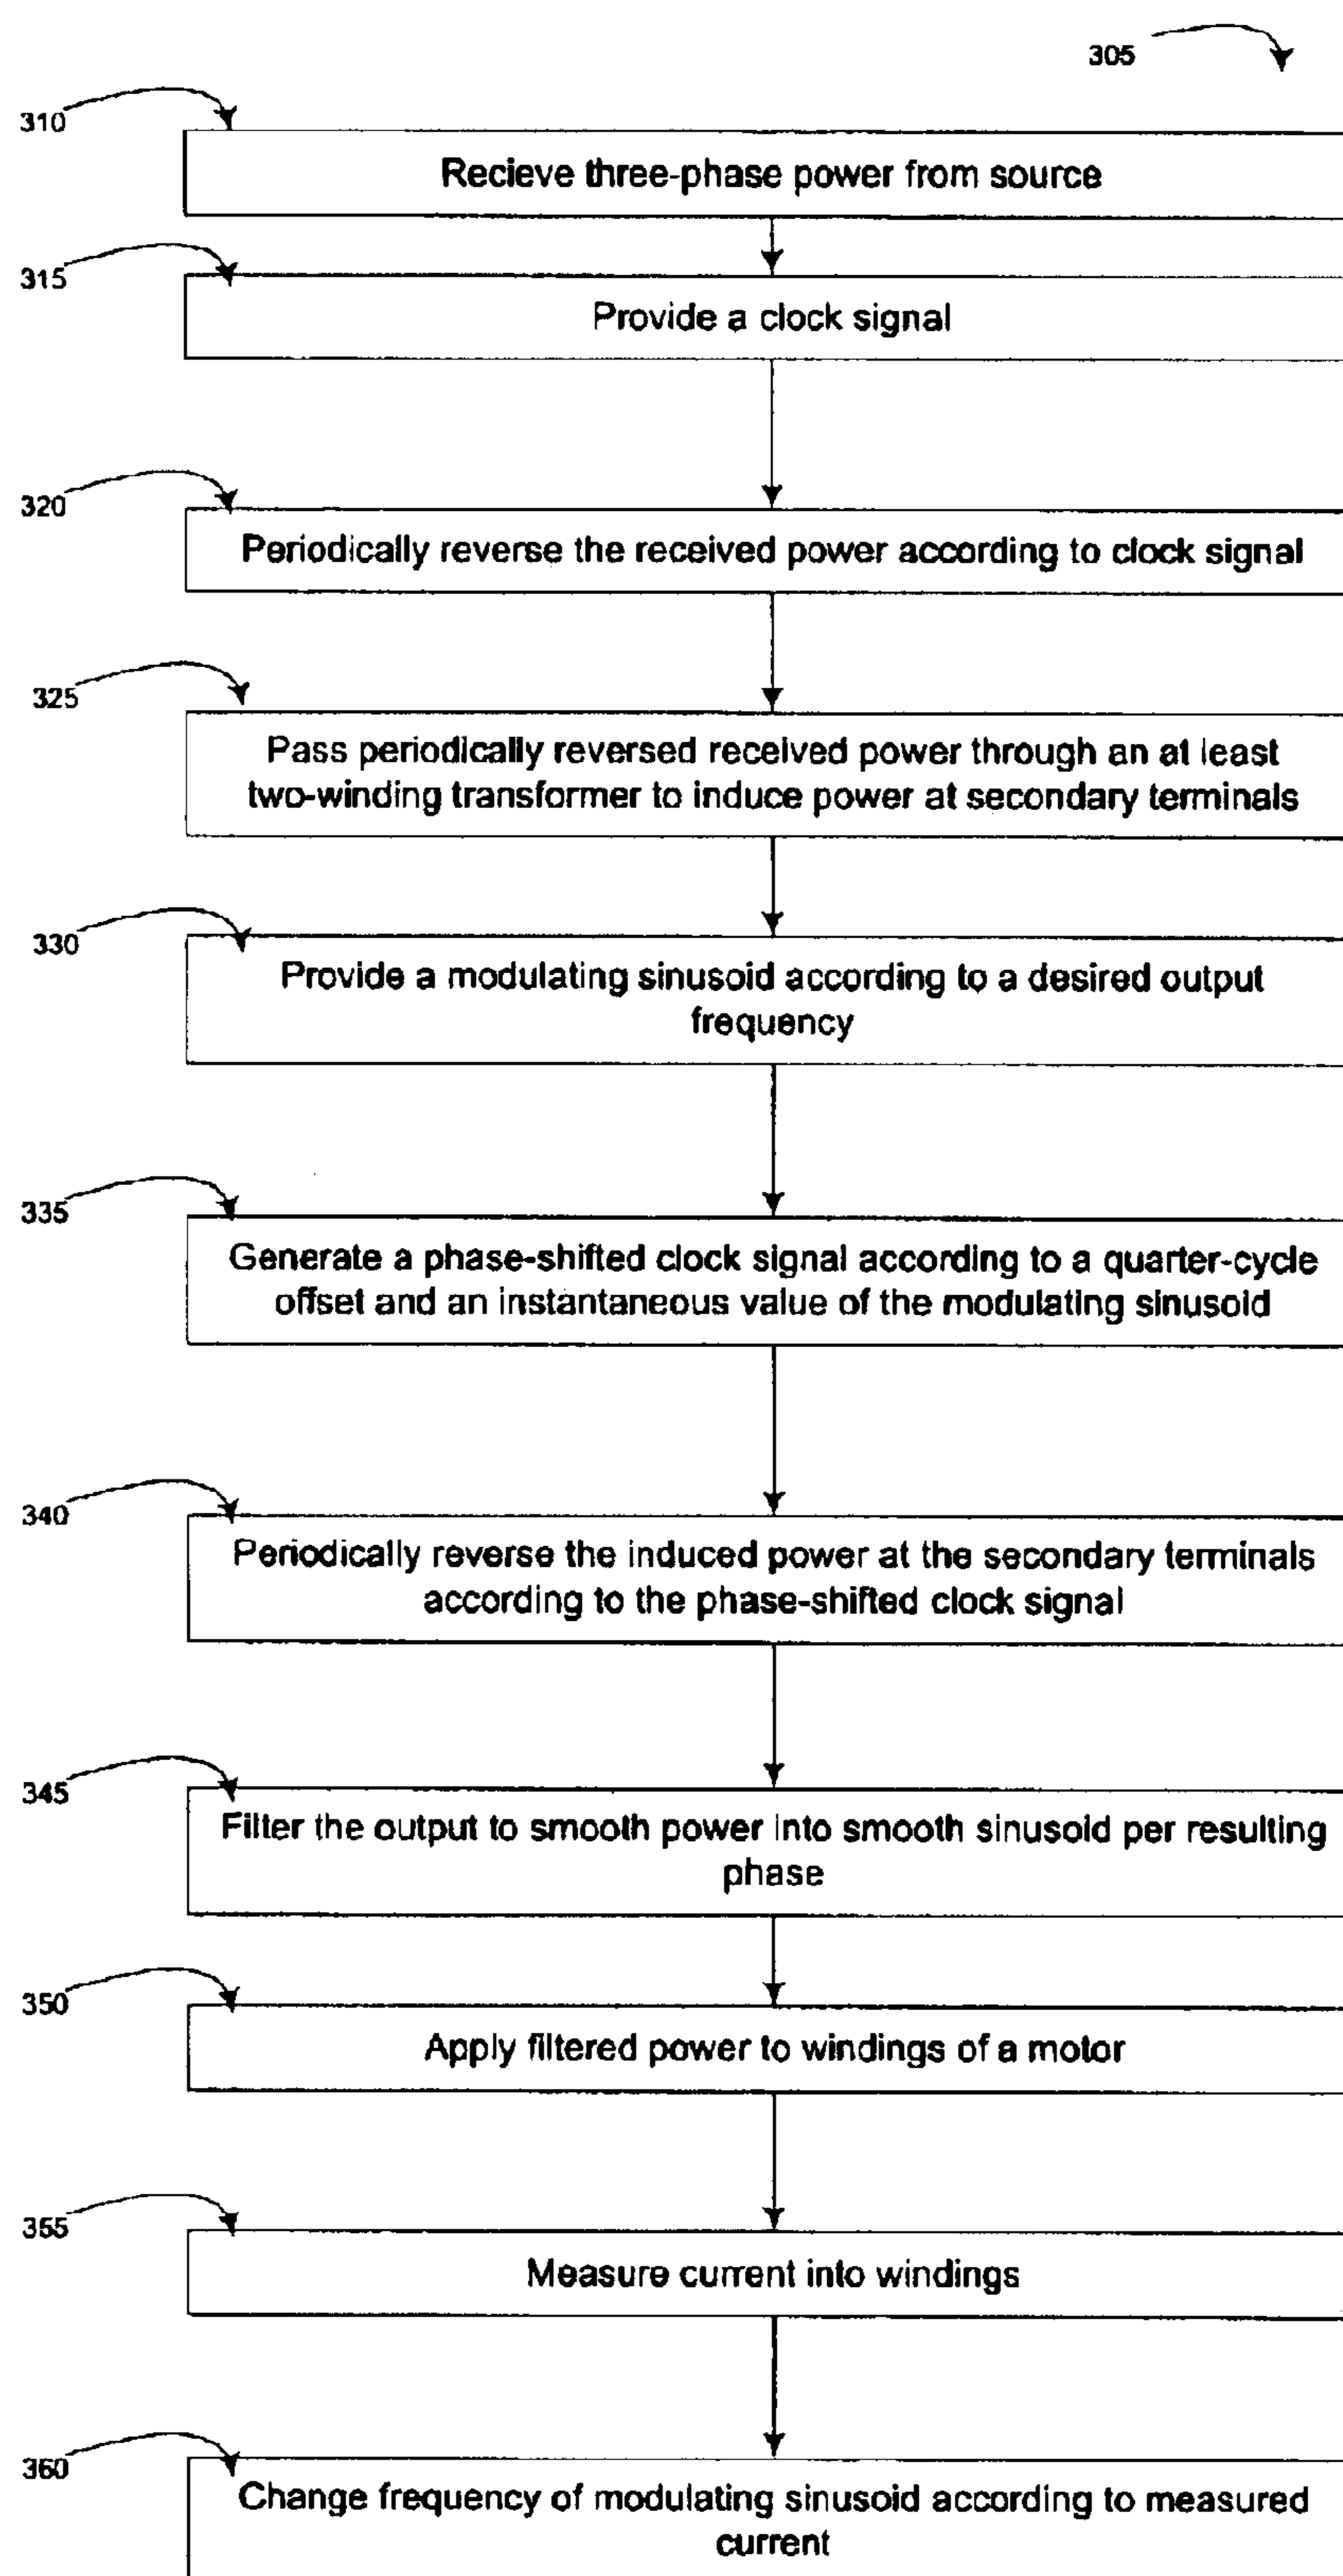 305
310
Recieve three-phase power from source
315
Provide a clock signal
320
Periodically reverse the received power according to clock signal
325
Pass periodically reversed received power through an at least
two-winding transformer to induce power at secondary terminals
330
Provide a modulating sinusoid according to a desired output
frequency
335
Generate a phase-shifted clock signal according to a quarter-cycle
offset and an instantaneous value of the modulating sinusoid
340
Periodically reverse the induced power at the secondary terminals
according to the phase-shifted clock signal
345
Filter the output to smooth power into smooth sinusoid per resulting
phase
350
Apply filtered power to windings of a motor
355
Measure current into windings
360
Change frequency of modulating sinusoid according to measured
current